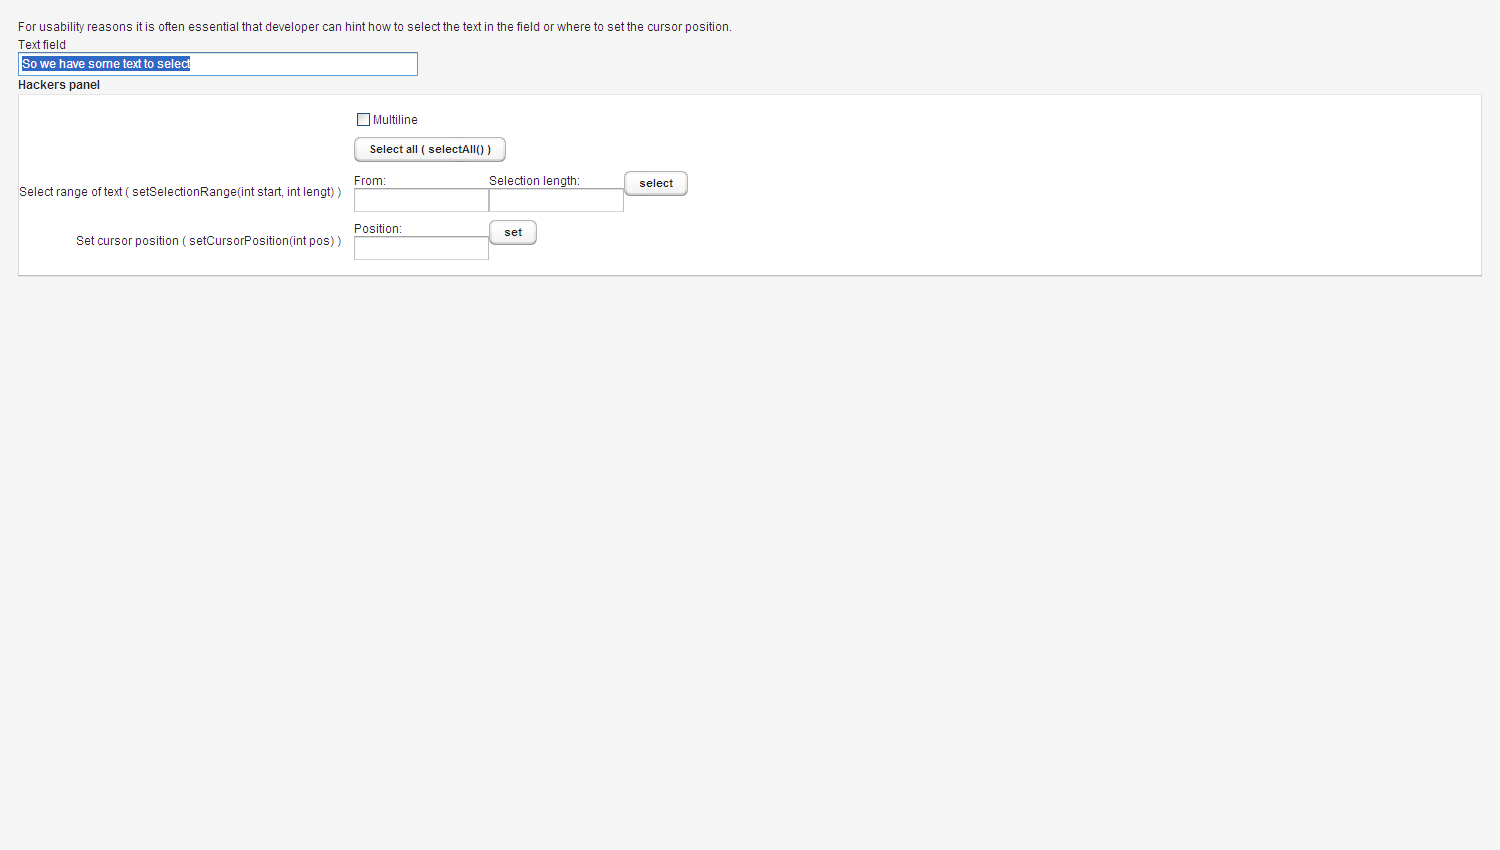 For usability reasons it is often essential that developer can hint how to select the text in the field or where to set the cursor position.
Text field
So we have some text to select
Hackers panel
Multiline
Select all ( selectAll() )
Select range of text ( setSelectionRange(int start, int lengt) )
From:
Selection length:
select
Set cursor position ( setCursorPosition(int pos) )
Position:
set